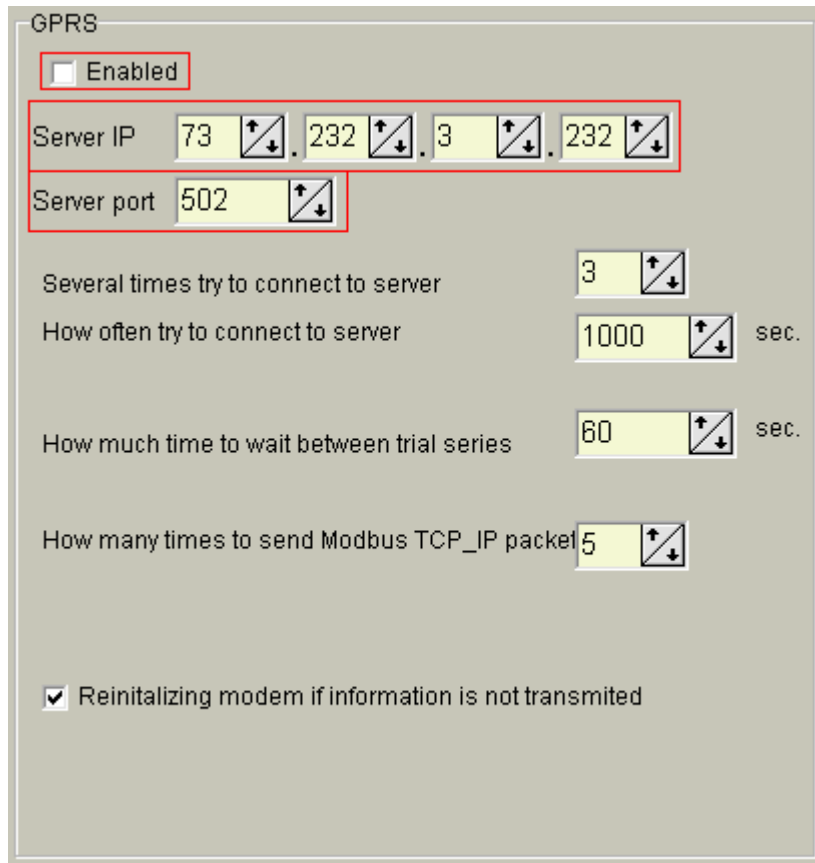 GPRS
Enabled
Server IP 73 . 232 . 3 . 232
Server port 502
Several times try to connect to server 3
How often try to connect to server 1000 sec.
How much time to wait between trial series 60 sec.
How many times to send Modbus TCP_IP packet 5
Reinitalizing modem if information is not transmited